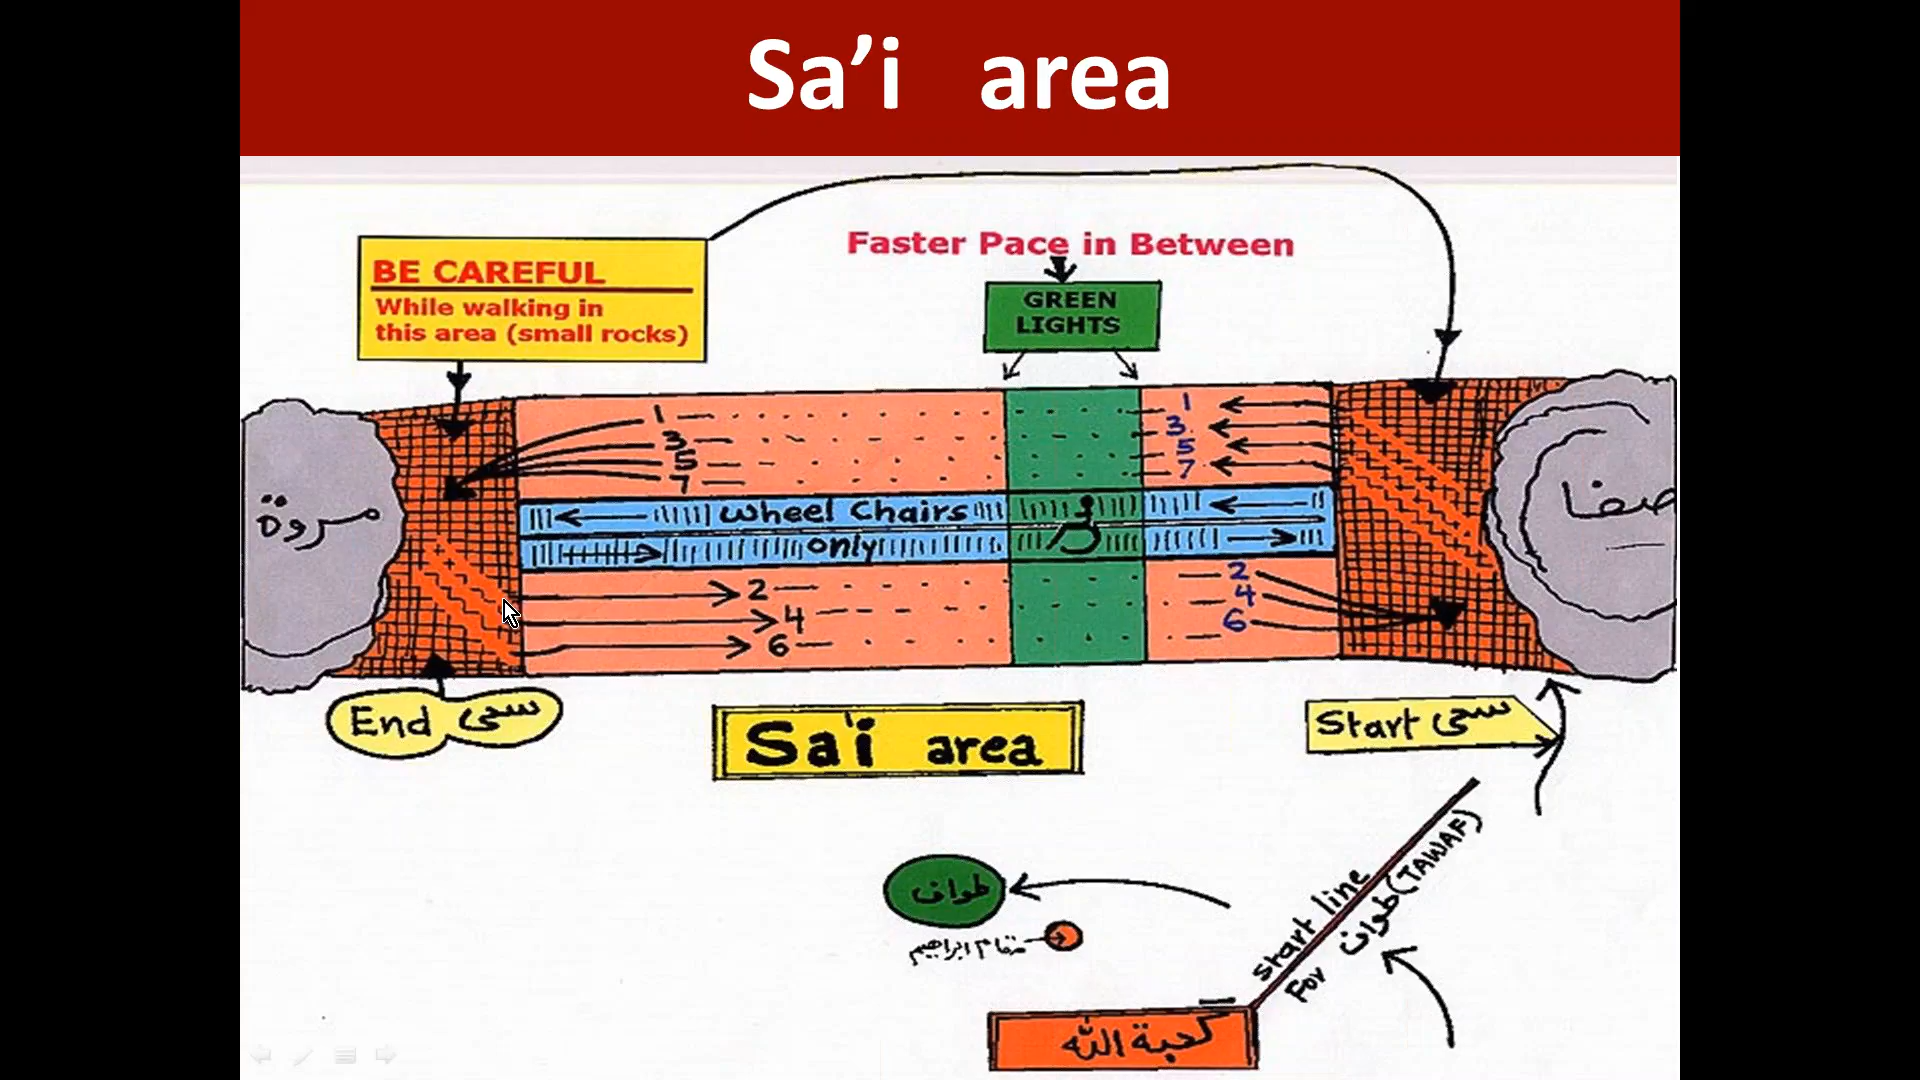 Sa’i area
Faster Pace in Between
BE CAREFUL
While walking in
this area (small rocks)
GREEN
LIGHTS
1
3
5
7
1
3
5
7
مروة
صفا
Wheel Chairs
only
2
4
6
2
4
6
End سعی
Sa'i area
Start سعی
طواف
مقام ابراهيم
Start line
For طواف (TAWAF)
كعبة الله